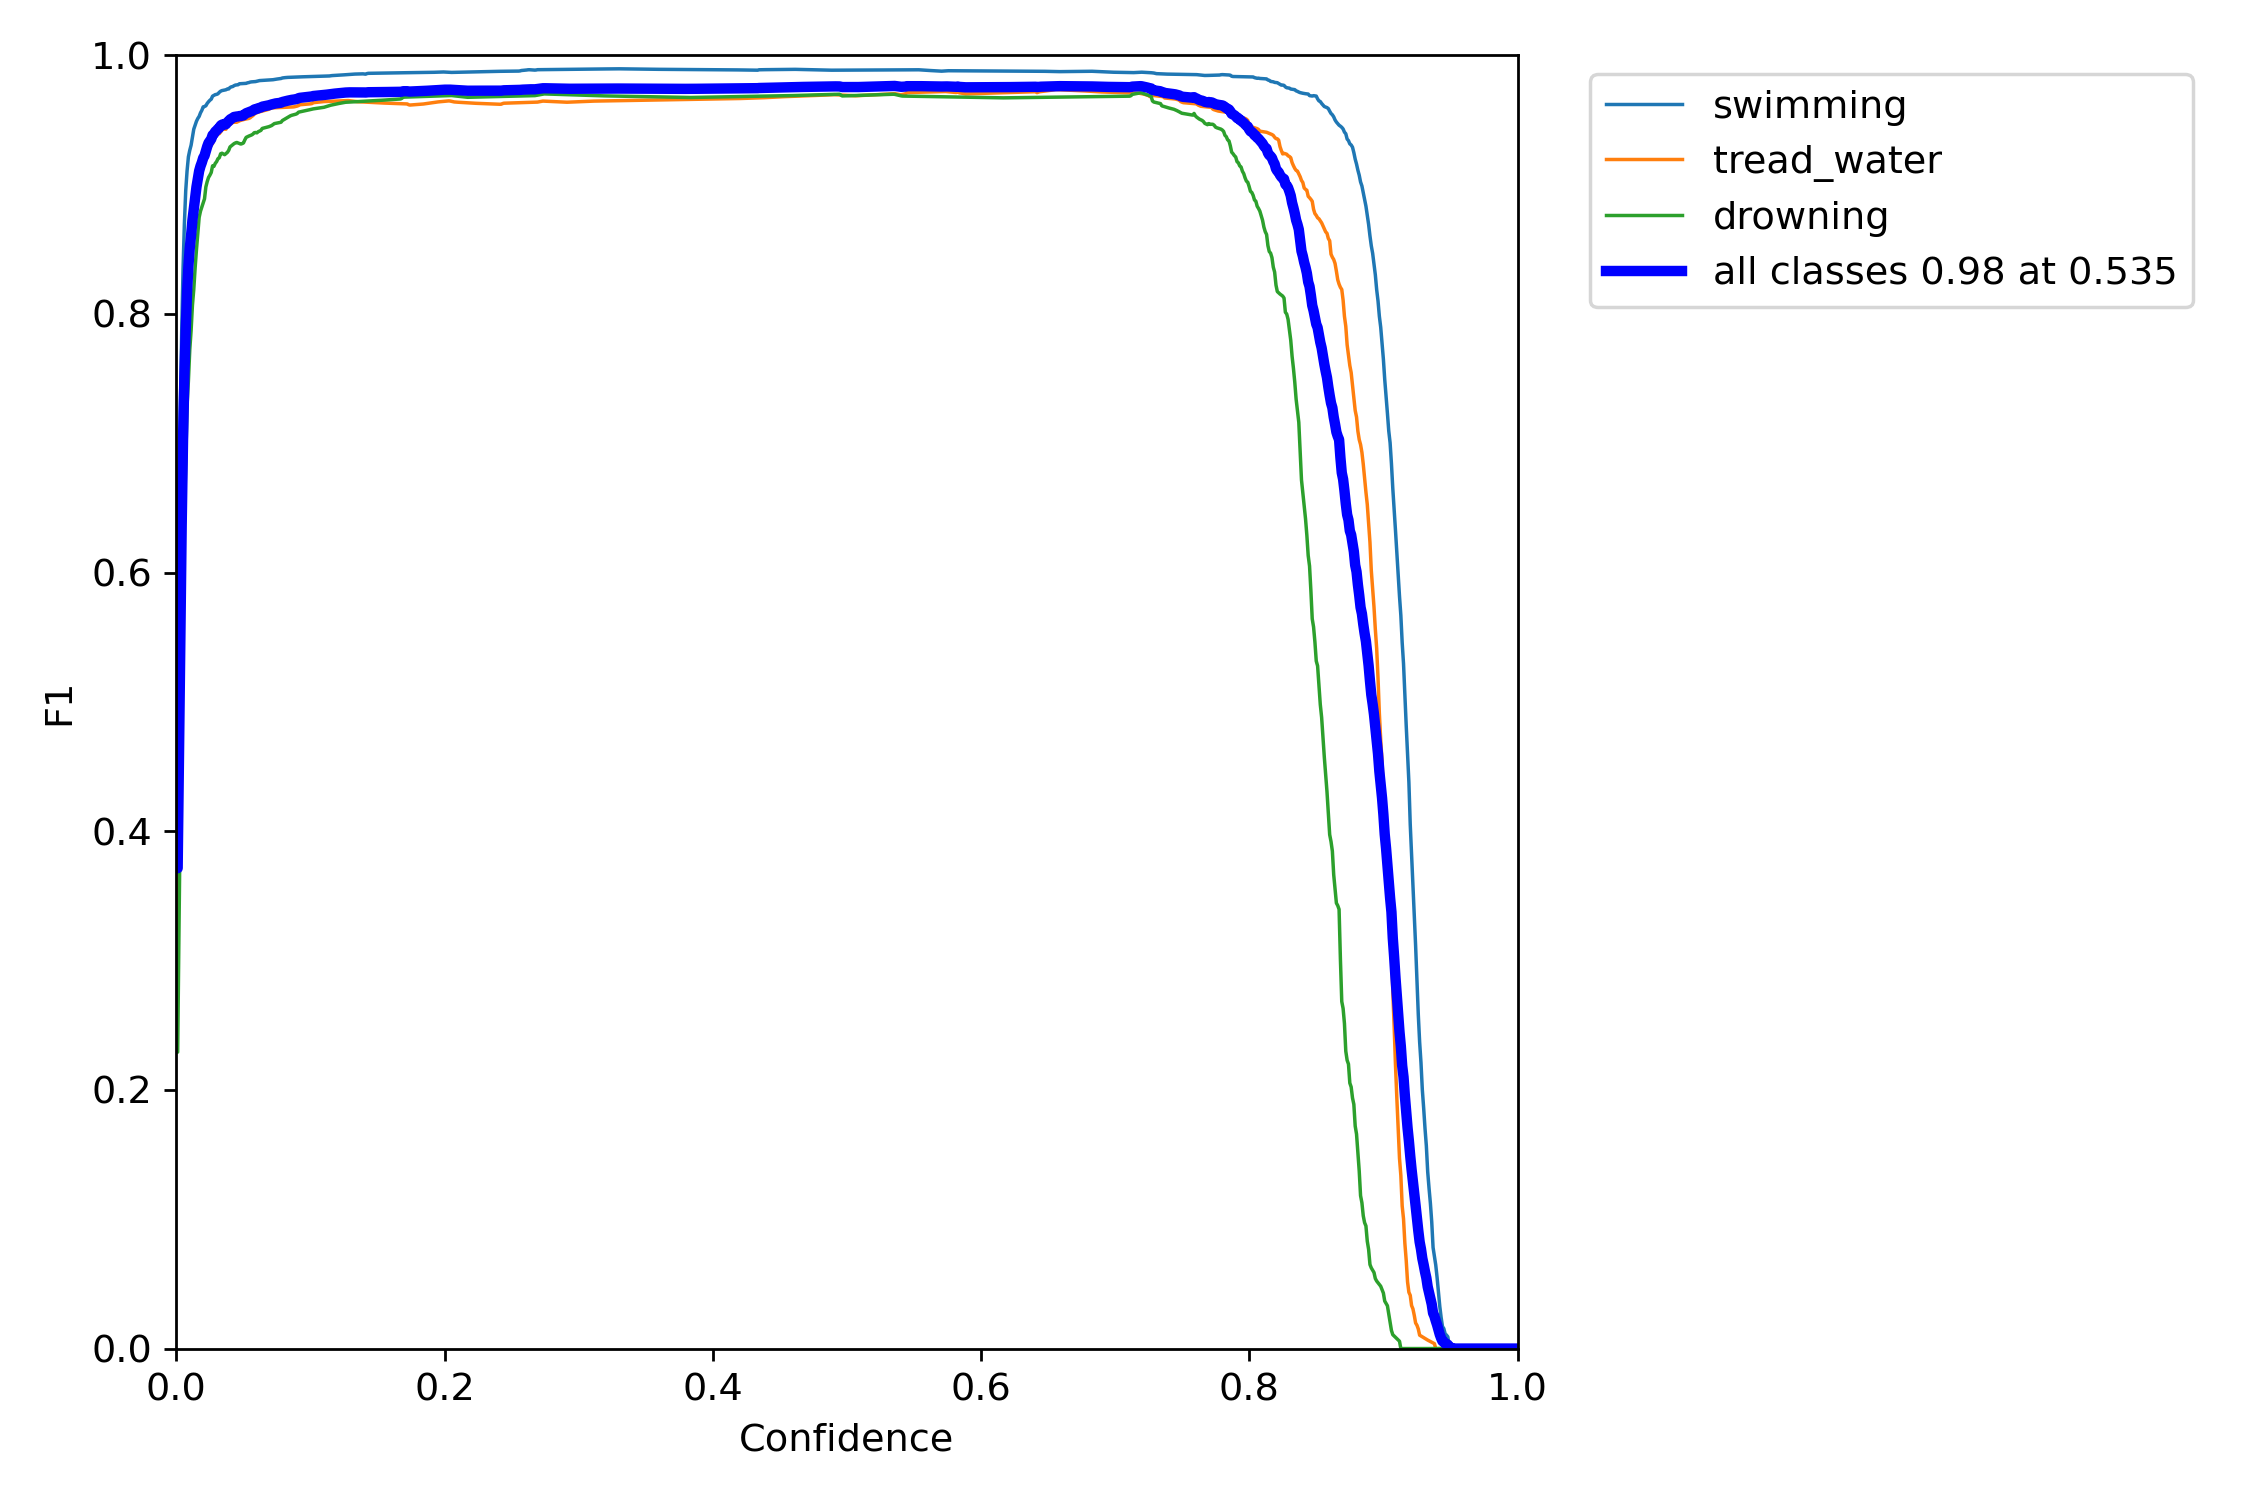 1.0
0.8
0.6
0.4
0.2
0.0
F1
0.0 0.2 0.4 0.6 0.8 1.0
Confidence
swimming
tread_water
drowning
all classes 0.98 at 0.535